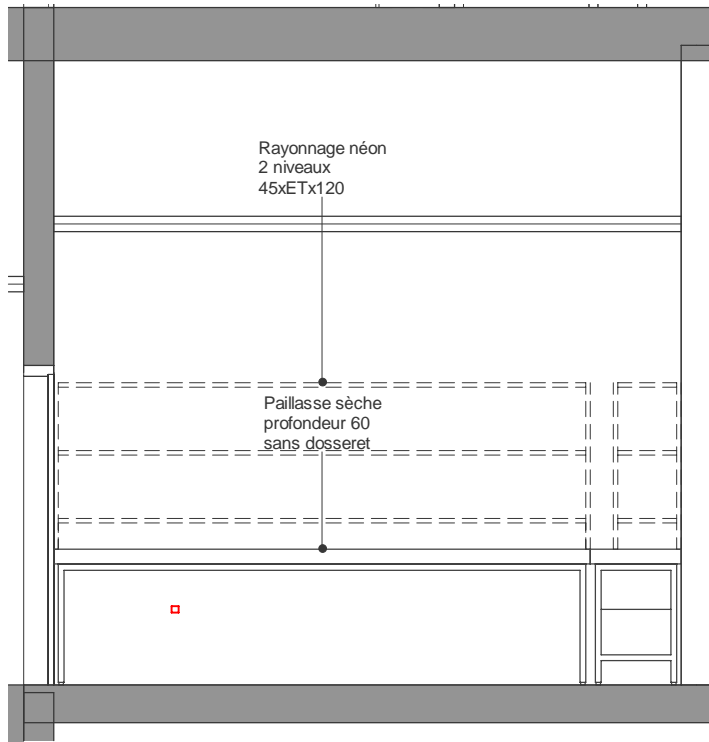 Rayonnage néon
2 niveaux
45xETx120
Paillasse sèche
profondeur 60
sans dosseret